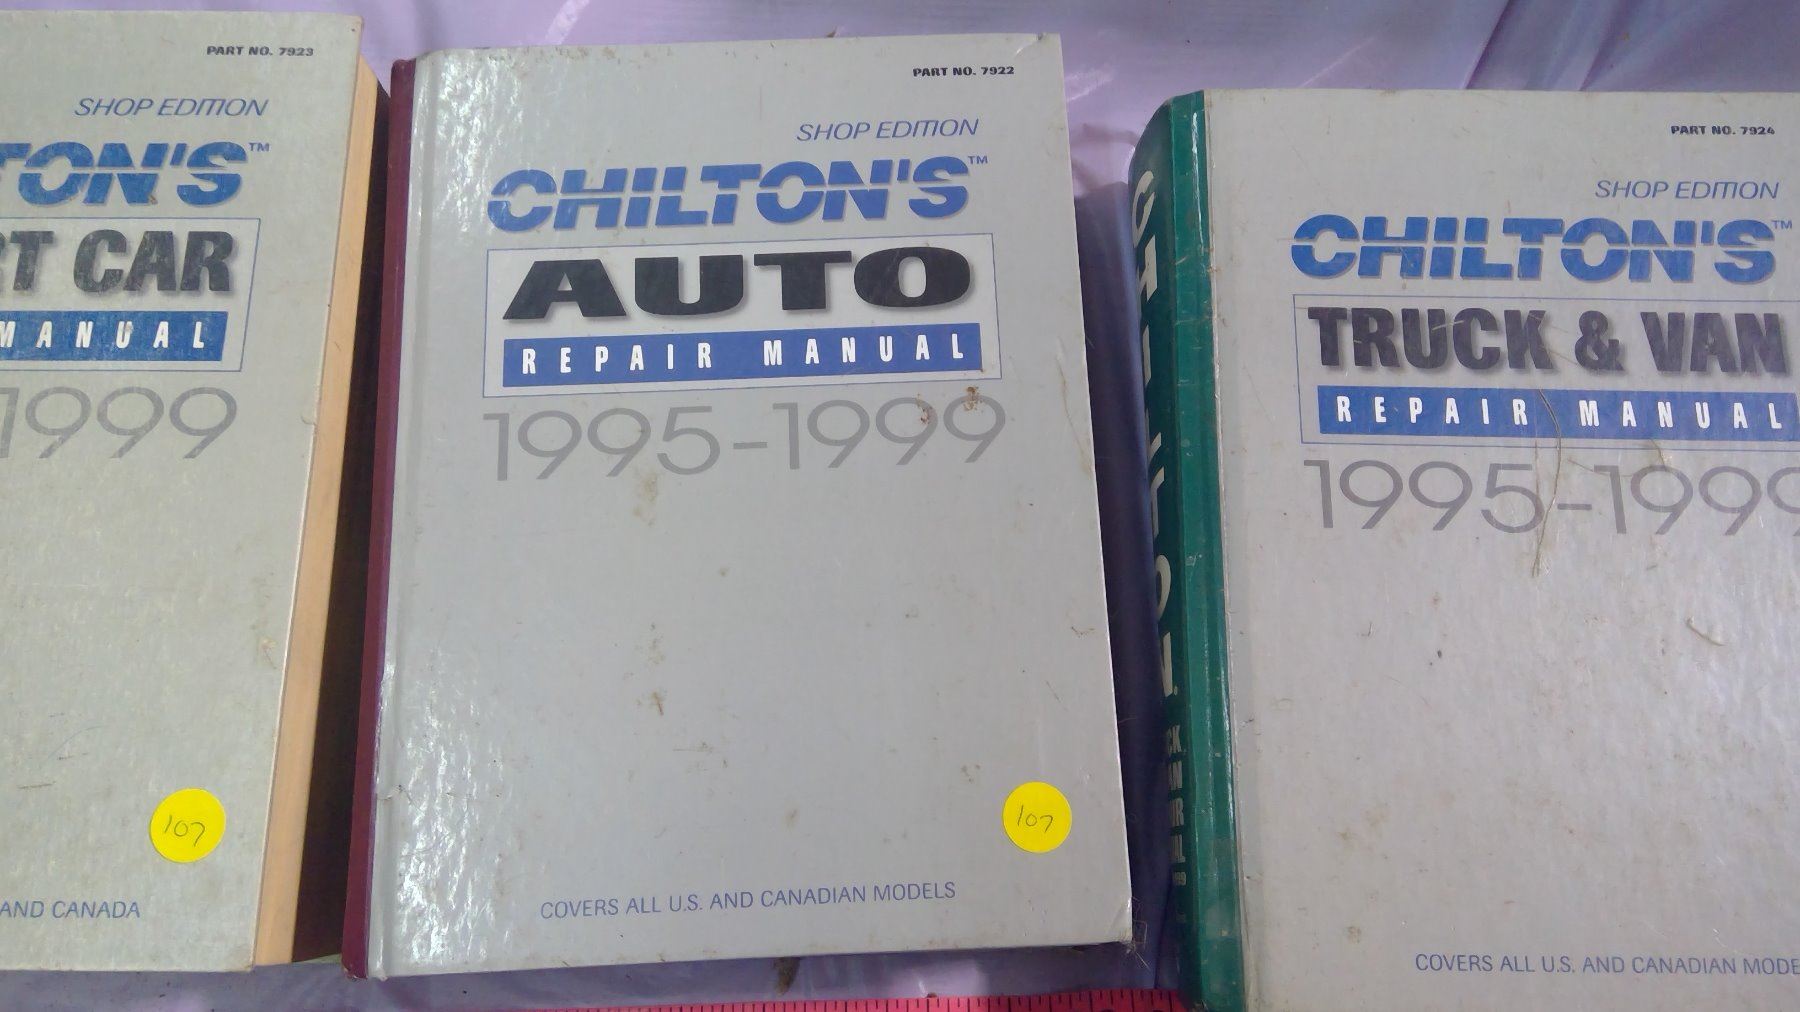 PART NO. 7923
SHOP EDITION
TON'S™
RT CAR
MANUAL
1999
107
AND CANADA
PART NO. 7922
SHOP EDITION
CHILTON'S™
AUTO
REPAIR MANUAL
1995-1999
107
COVERS ALL U.S. AND CANADIAN MODELS
CHILTON
PART NO. 7924
SHOP EDITION
CHILTON'S™
TRUCK & VAN
REPAIR MANUAL
1995-1999
COVERS ALL U.S. AND CANADIAN MODE